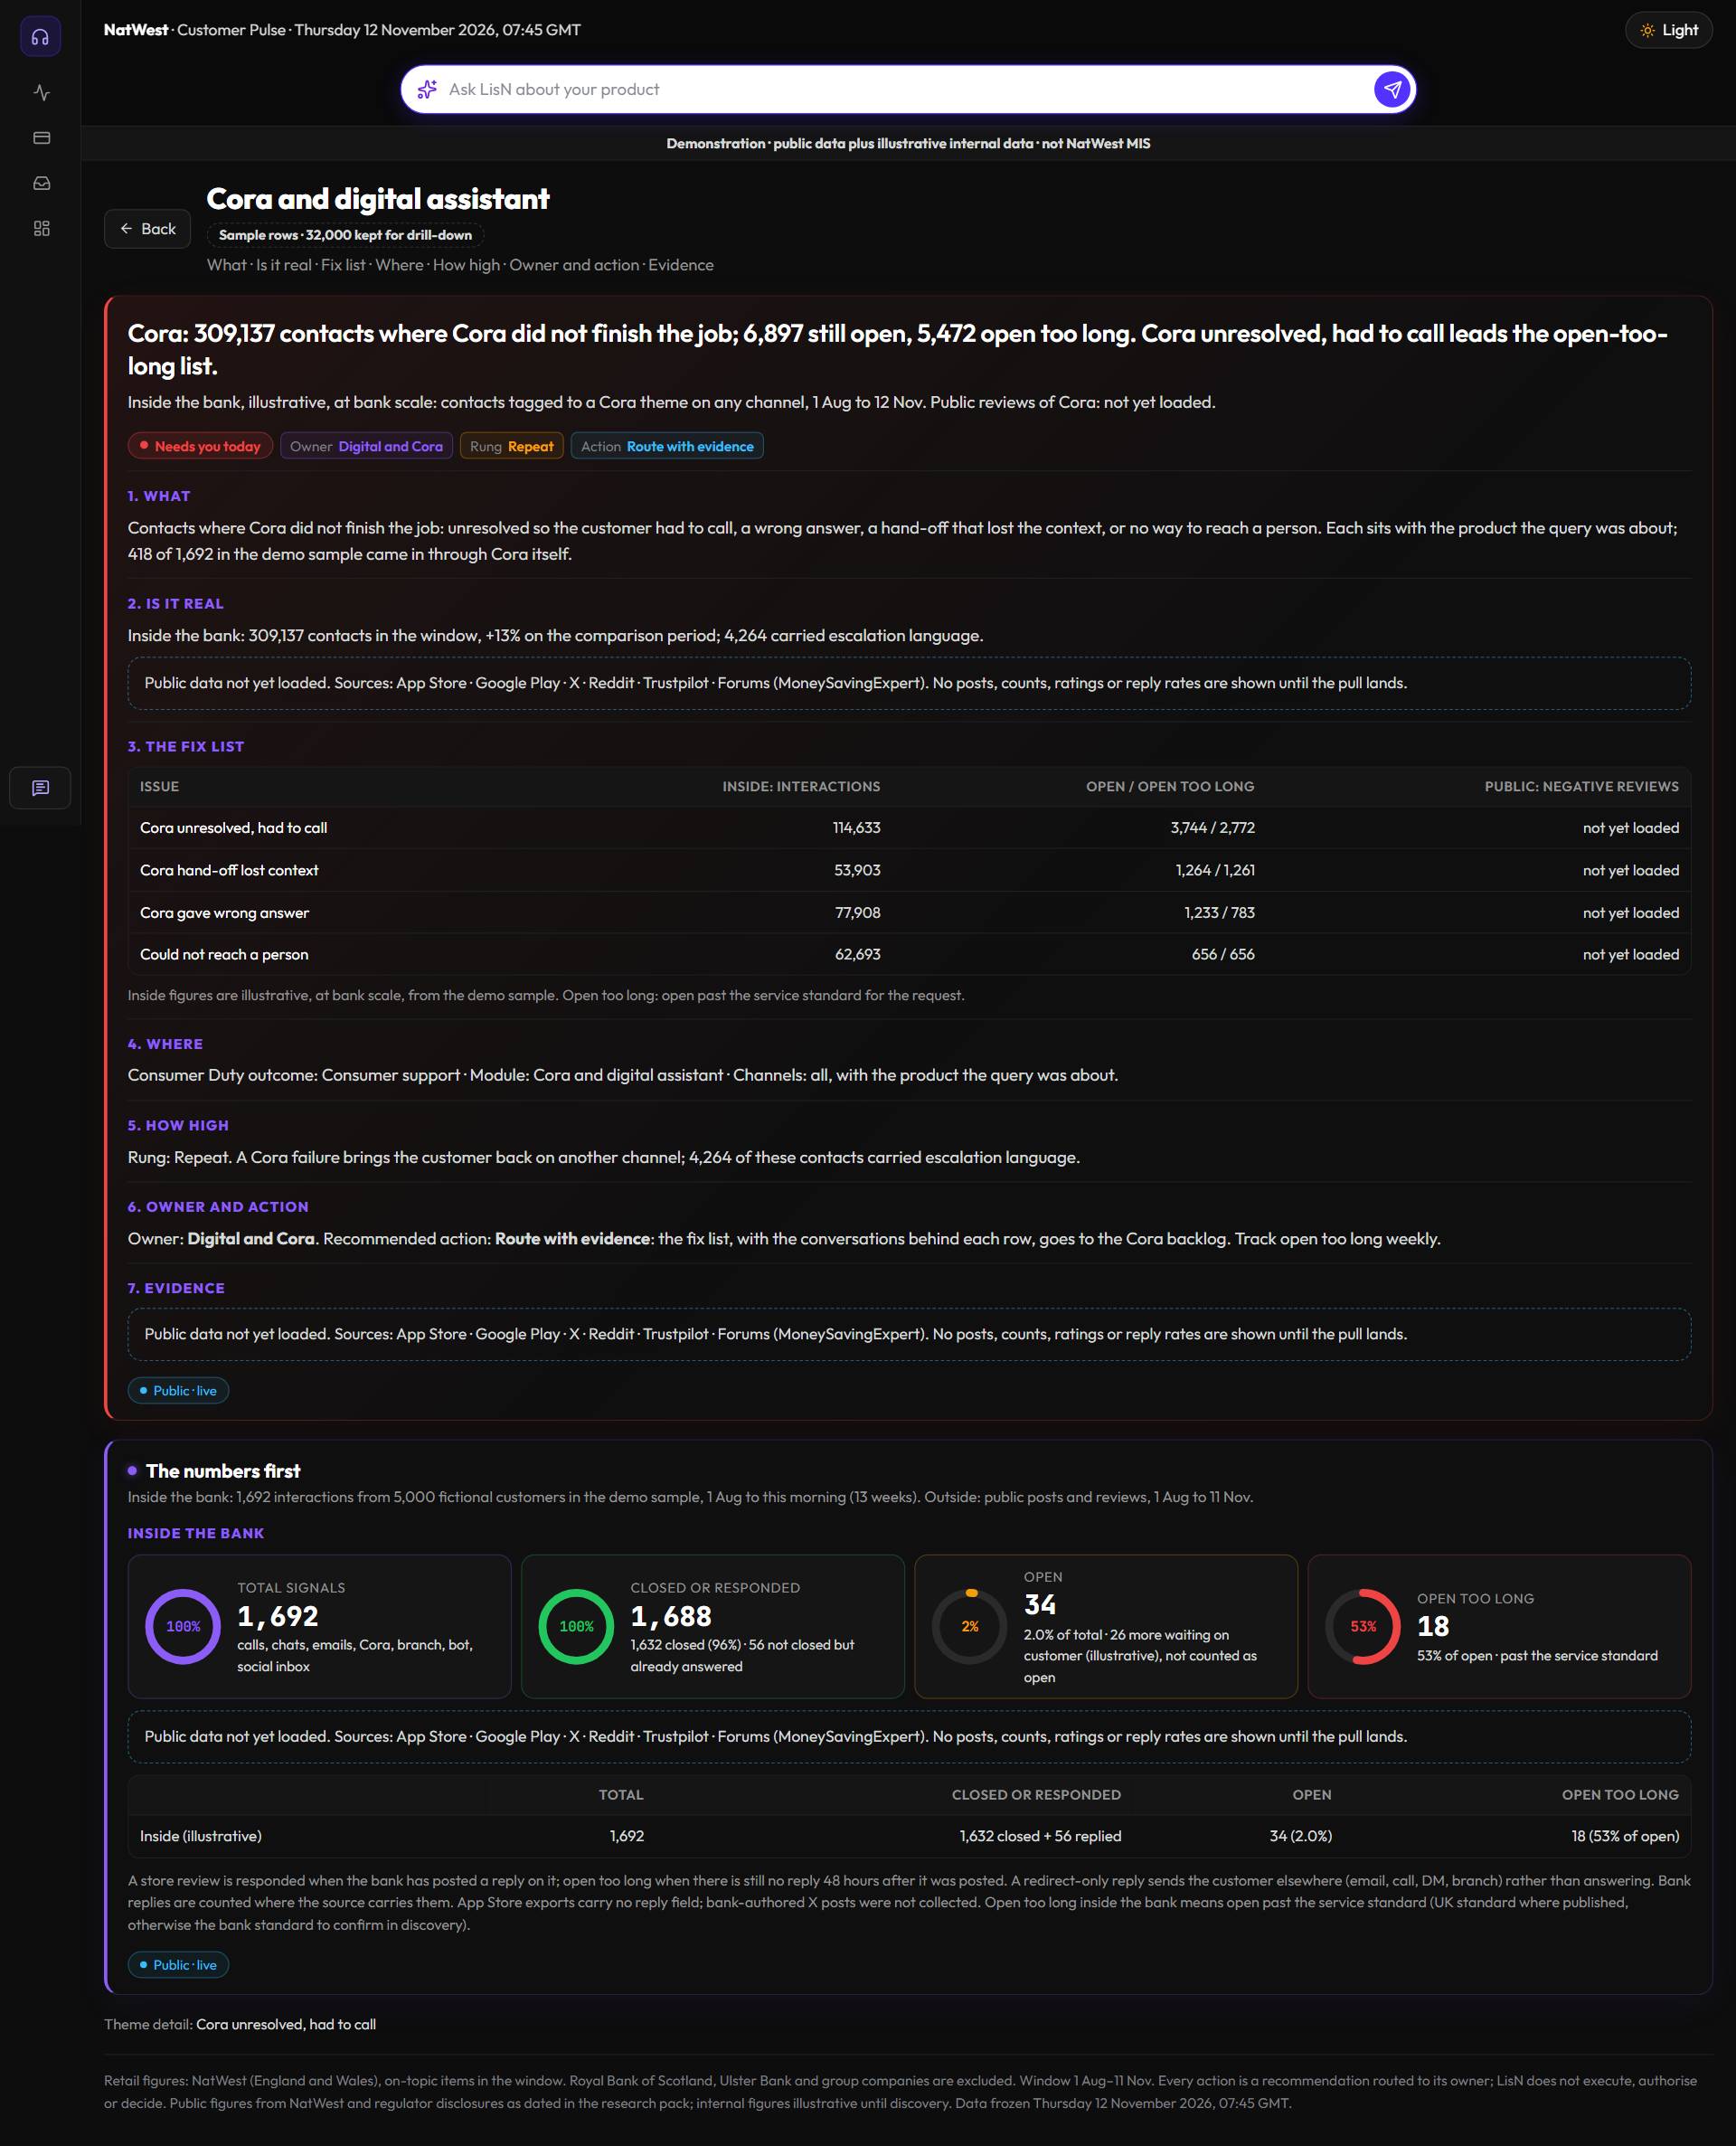 NatWest · Customer Pulse · Thursday 12 November 2026, 07:45 GMT
Light
Ask LisN about your product
Demonstration · public data plus illustrative internal data · not NatWest MIS
Back
Cora and digital assistant
Sample rows · 32,000 kept for drill-down
What · Is it real · Fix list · Where · How high · Owner and action · Evidence
Cora: 309,137 contacts where Cora did not finish the job; 6,897 still open, 5,472 open too long. Cora unresolved, had to call leads the open-too-
long list.
Inside the bank, illustrative, at bank scale: contacts tagged to a Cora theme on any channel, 1 Aug to 12 Nov. Public reviews of Cora: not yet loaded.
Needs you today
Owner Digital and Cora
Rung Repeat
Action Route with evidence
1. WHAT
Contacts where Cora did not finish the job: unresolved so the customer had to call, a wrong answer, a hand-off that lost the context, or no way to reach a person. Each sits with the product the query was about;
418 of 1,692 in the demo sample came in through Cora itself.
2. IS IT REAL
Inside the bank: 309,137 contacts in the window, +13% on the comparison period; 4,264 carried escalation language.
Public data not yet loaded. Sources: App Store · Google Play · X · Reddit · Trustpilot · Forums (MoneySavingExpert). No posts, counts, ratings or reply rates are shown until the pull lands.
3. THE FIX LIST
ISSUE INSIDE: INTERACTIONS OPEN / OPEN TOO LONG PUBLIC: NEGATIVE REVIEWS
Cora unresolved, had to call 114,633 3,744 / 2,772 not yet loaded
Cora hand-off lost context 53,903 1,264 / 1,261 not yet loaded
Cora gave wrong answer 77,908 1,233 / 783 not yet loaded
Could not reach a person 62,693 656 / 656 not yet loaded
Inside figures are illustrative, at bank scale, from the demo sample. Open too long: open past the service standard for the request.
4. WHERE
Consumer Duty outcome: Consumer support · Module: Cora and digital assistant · Channels: all, with the product the query was about.
5. HOW HIGH
Rung: Repeat. A Cora failure brings the customer back on another channel; 4,264 of these contacts carried escalation language.
6. OWNER AND ACTION
Owner: Digital and Cora. Recommended action: Route with evidence: the fix list, with the conversations behind each row, goes to the Cora backlog. Track open too long weekly.
7. EVIDENCE
Public data not yet loaded. Sources: App Store · Google Play · X · Reddit · Trustpilot · Forums (MoneySavingExpert). No posts, counts, ratings or reply rates are shown until the pull lands.
Public · live
The numbers first
Inside the bank: 1,692 interactions from 5,000 fictional customers in the demo sample, 1 Aug to this morning (13 weeks). Outside: public posts and reviews, 1 Aug to 11 Nov.
INSIDE THE BANK
100%
TOTAL SIGNALS
1,692
calls, chats, emails, Cora, branch, bot,
social inbox
100%
CLOSED OR RESPONDED
1,688
1,632 closed (96%) · 56 not closed but
already answered
2%
OPEN
34
2.0% of total · 26 more waiting on
customer (illustrative), not counted as
open
53%
OPEN TOO LONG
18
53% of open · past the service standard
Public data not yet loaded. Sources: App Store · Google Play · X · Reddit · Trustpilot · Forums (MoneySavingExpert). No posts, counts, ratings or reply rates are shown until the pull lands.
TOTAL CLOSED OR RESPONDED OPEN OPEN TOO LONG
Inside (illustrative) 1,692 1,632 closed + 56 replied 34 (2.0%) 18 (53% of open)
A store review is responded when the bank has posted a reply on it; open too long when there is still no reply 48 hours after it was posted. A redirect-only reply sends the customer elsewhere (email, call, DM, branch) rather than answering. Bank
replies are counted where the source carries them. App Store exports carry no reply field; bank-authored X posts were not collected. Open too long inside the bank means open past the service standard (UK standard where published,
otherwise the bank standard to confirm in discovery).
Public · live
Theme detail: Cora unresolved, had to call
Retail figures: NatWest (England and Wales), on-topic items in the window. Royal Bank of Scotland, Ulster Bank and group companies are excluded. Window 1 Aug–11 Nov. Every action is a recommendation routed to its owner; LisN does not execute, authorise
or decide. Public figures from NatWest and regulator disclosures as dated in the research pack; internal figures illustrative until discovery. Data frozen Thursday 12 November 2026, 07:45 GMT.